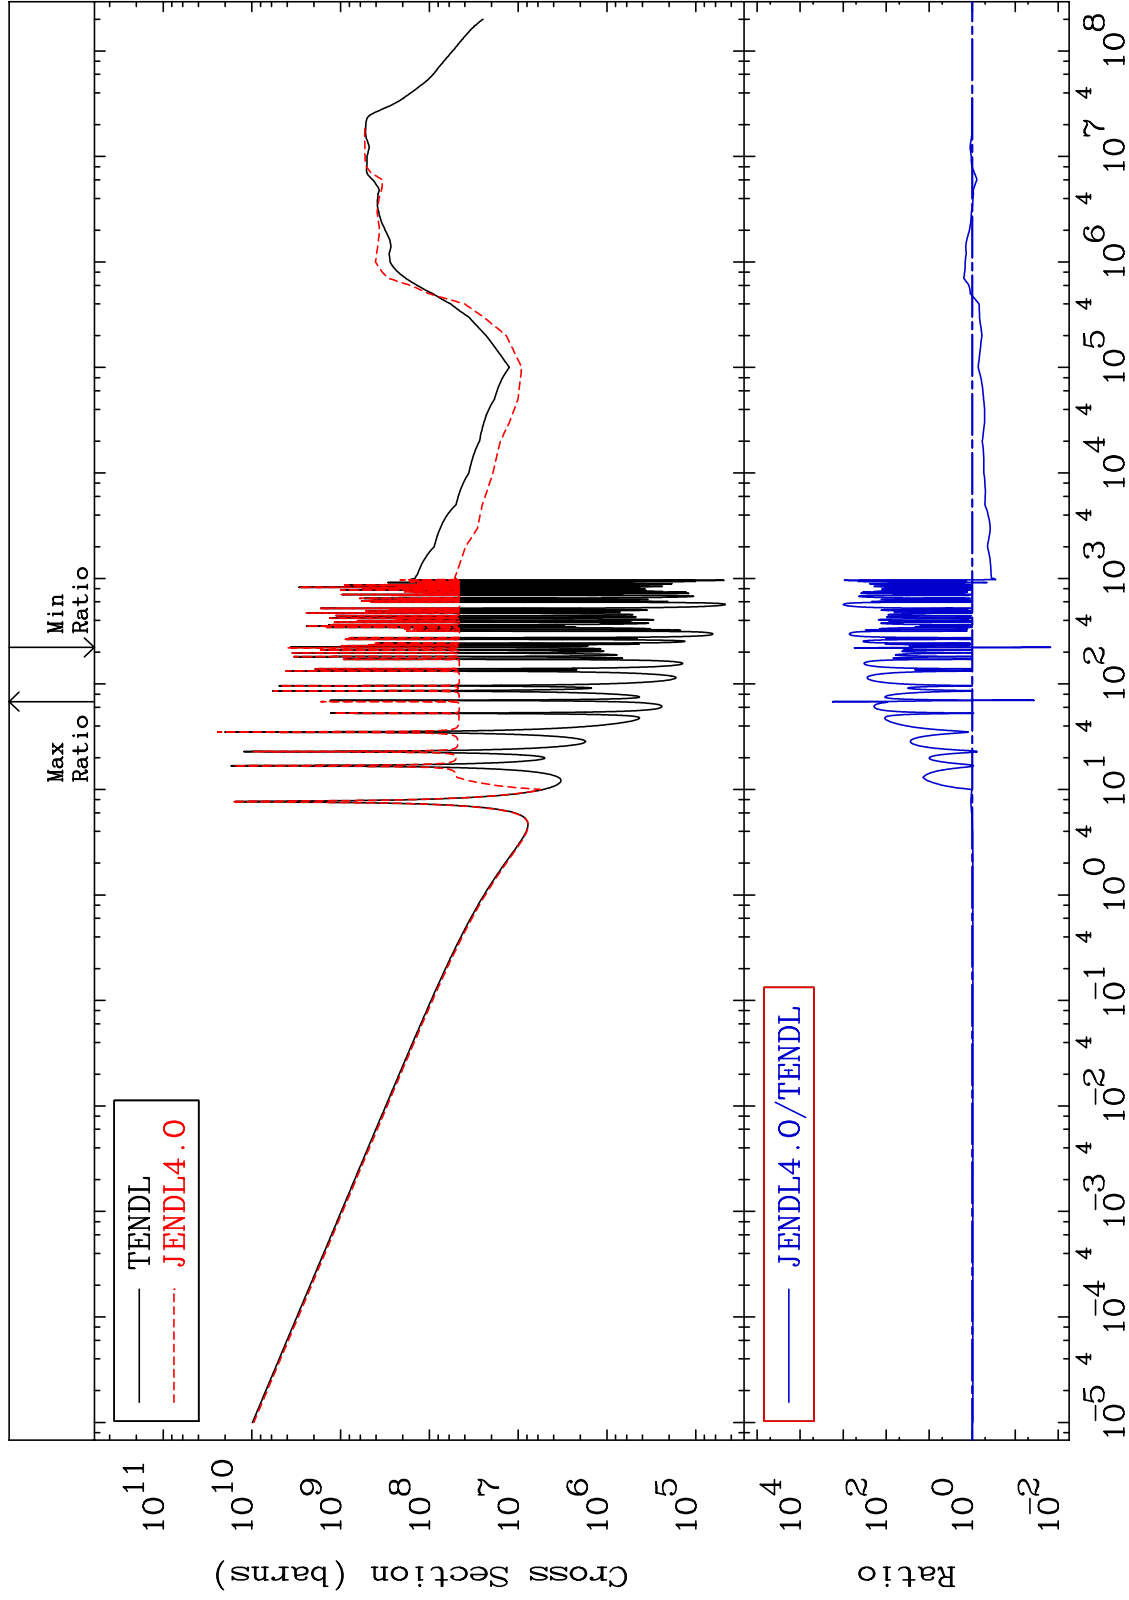 Max
Ratio
Min
Ratio
10^11
10^10
10^9
10^8
10^7
10^6
10^5
Cross Section (barns)
TENDL
JENDL4.0
10^4
10^2
10^0
10^-2
Ratio
JENDL4.0/TENDL
10^-5 4 10^-4 4 10^-3 4 10^-2 4 10^-1 4 10^0 4 10^1 4 10^2 4 10^3 4 10^4 4 10^5 4 10^6 4 10^7 4 10^8